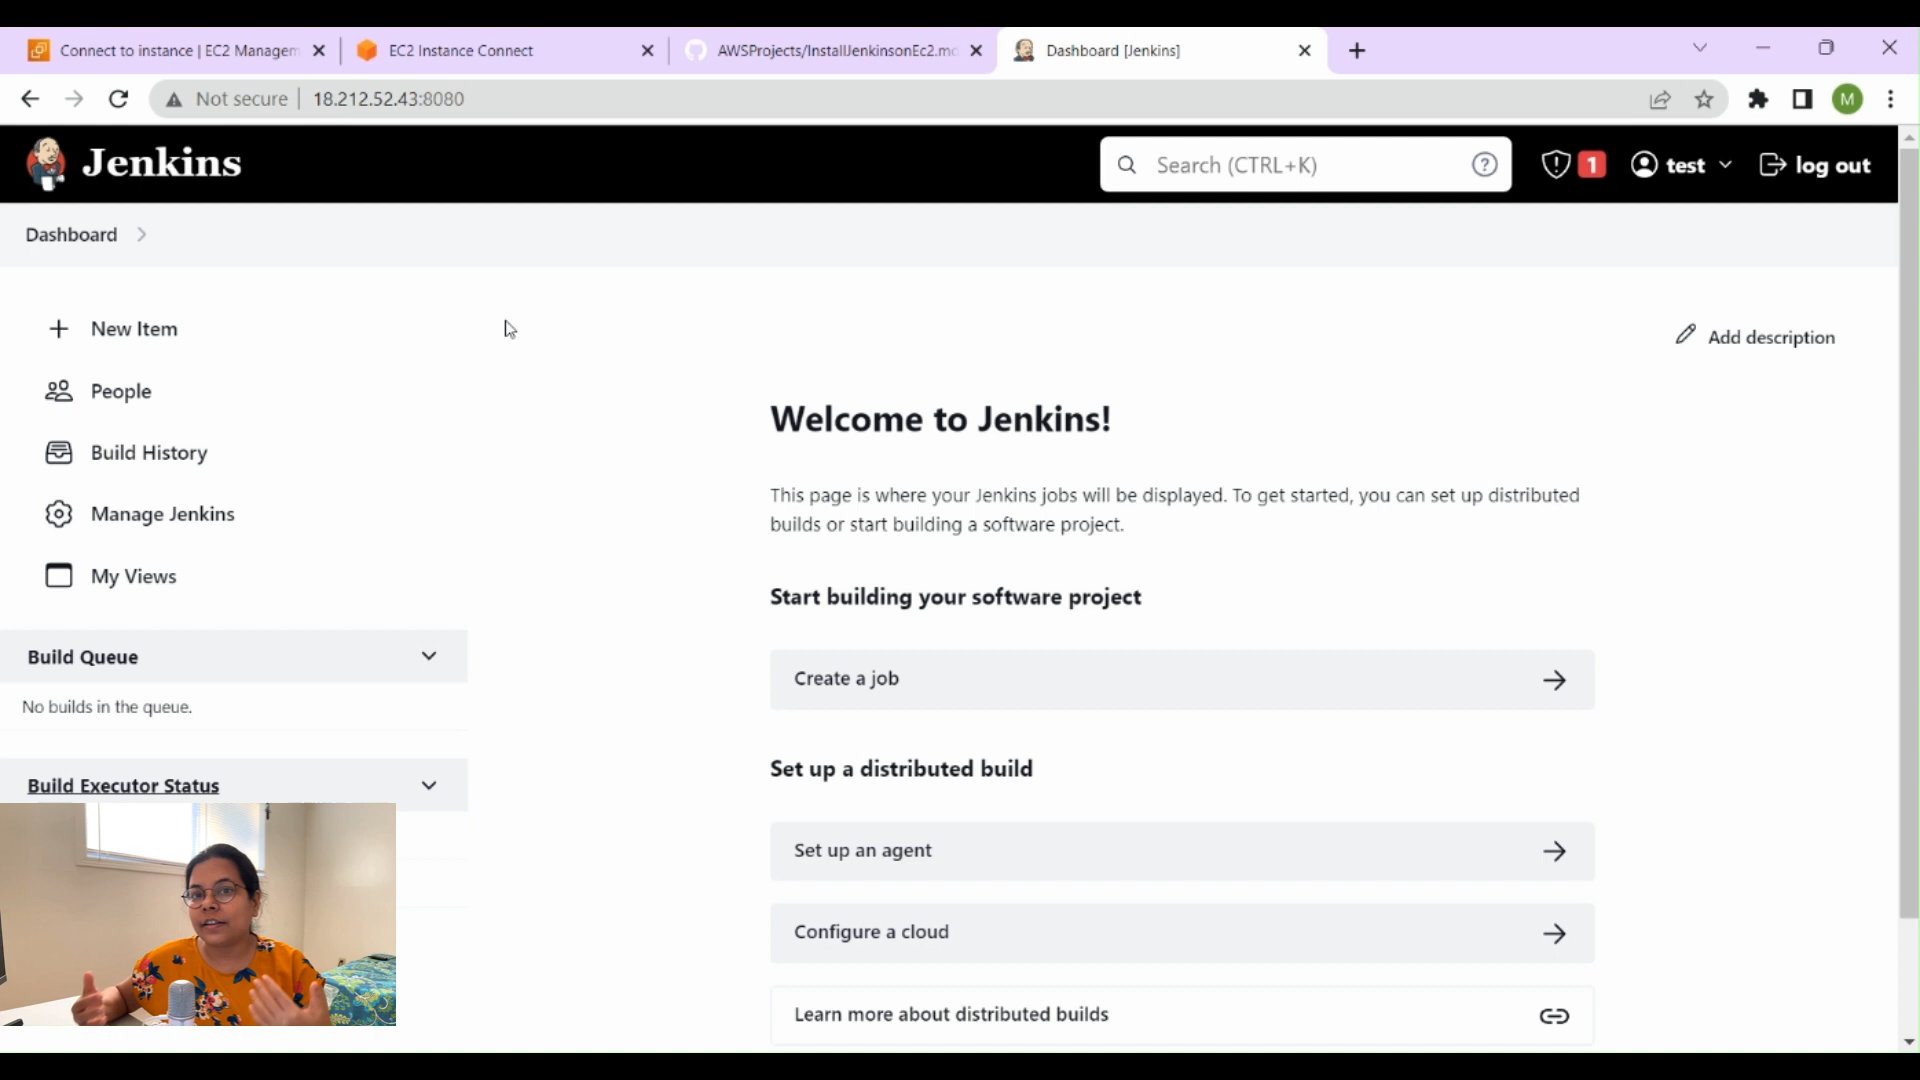 Connect to instance | EC2 Managem
EC2 Instance Connect
AWSProjects/InstallJenkinsonEc2.mc
Dashboard [Jenkins]
Not secure
18.212.52.43:8080
M
Jenkins
Search (CTRL+K)
1
test
log out
Dashboard
New Item
People
Build History
Manage Jenkins
My Views
Build Queue
No builds in the queue.
Build Executor Status
Add description
Welcome to Jenkins!
This page is where your Jenkins jobs will be displayed. To get started, you can set up distributed
builds or start building a software project.
Start building your software project
Create a job
Set up a distributed build
Set up an agent
Configure a cloud
Learn more about distributed builds